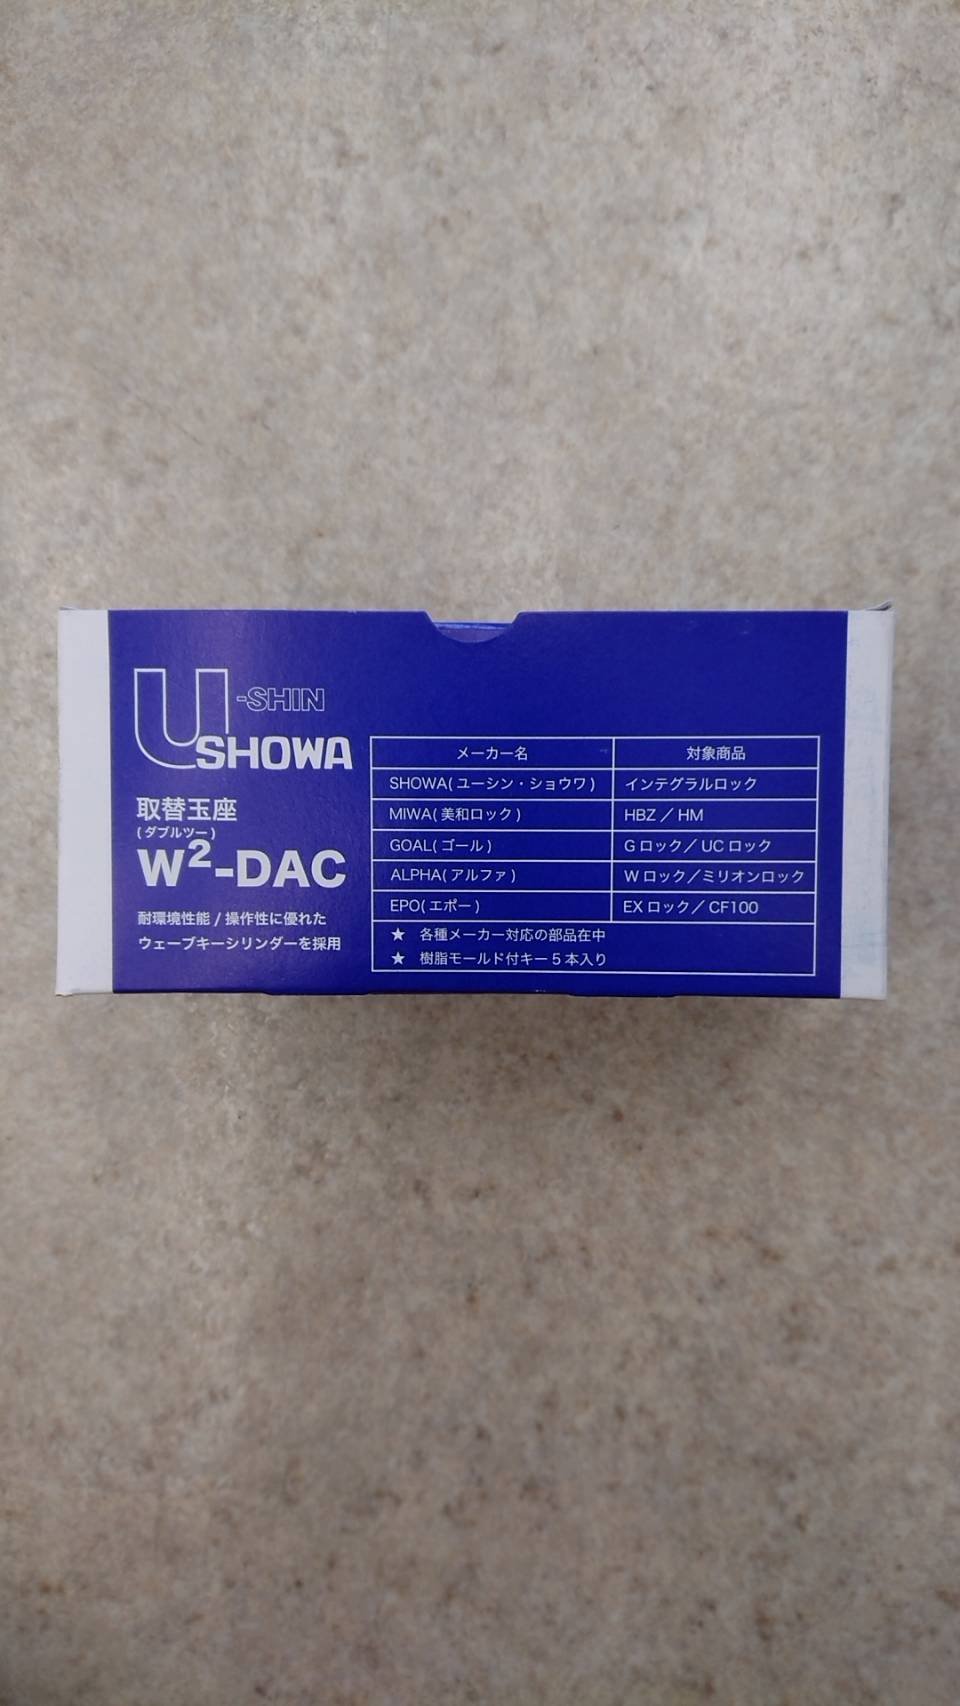 U-SHIN
SHOWA
取替玉座
(ダブルツー)
W²-DAC
耐環境性能 / 操作性に優れた
ウェーブキーシリンダーを採用
メーカー名 対象商品
SHOWA(ユーシン・ショウワ) インテグラルロック
MIWA(美和ロック) HBZ／HM
GOAL(ゴール) Gロック／UCロック
ALPHA(アルファ) Wロック／ミリオンロック
EPO(エポー) EXロック／CF100
★ 各種メーカー対応の部品在中
★ 樹脂モールド付キー5本入り